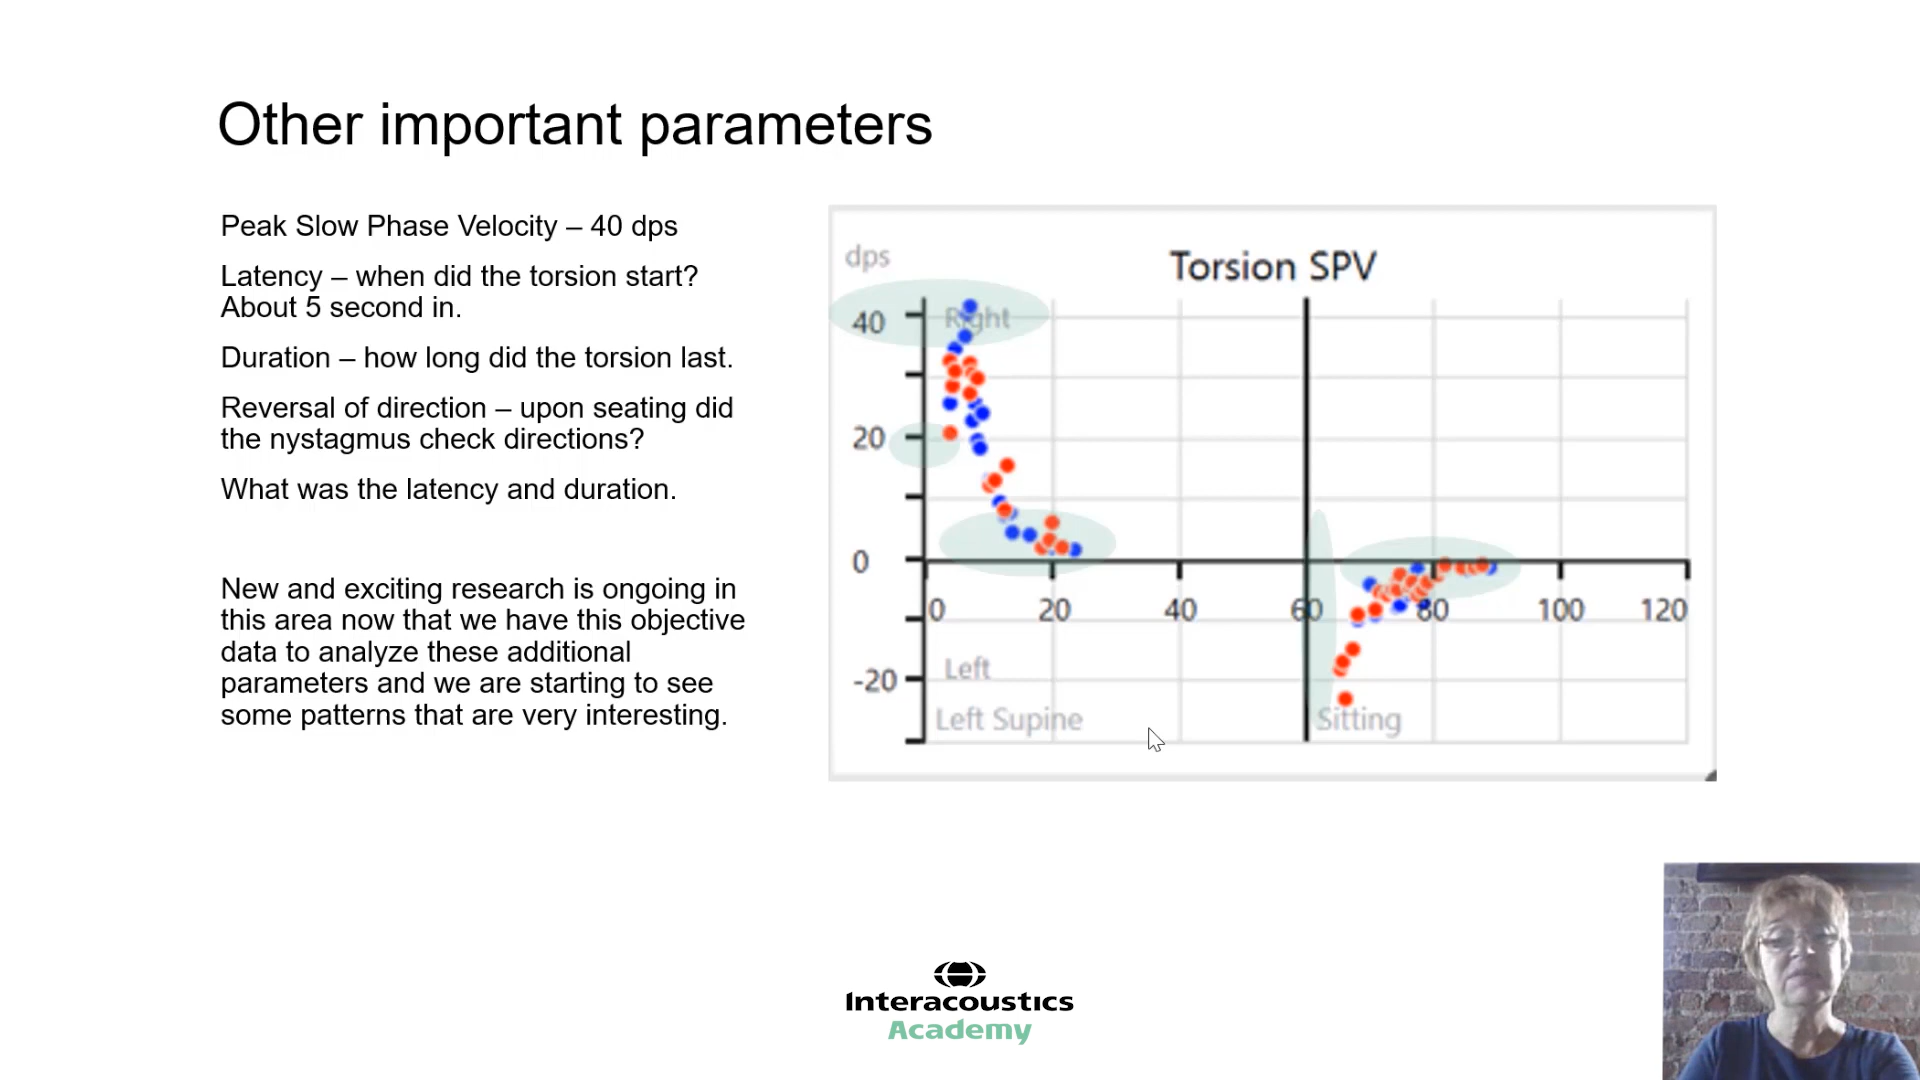 Other important parameters
Peak Slow Phase Velocity – 40 dps
Latency – when did the torsion start?
About 5 second in.
Duration – how long did the torsion last.
Reversal of direction – upon seating did
the nystagmus check directions?
What was the latency and duration.
New and exciting research is ongoing in
this area now that we have this objective
data to analyze these additional
parameters and we are starting to see
some patterns that are very interesting.
dps
Torsion SPV
40
Right
20
0
0 20 40 60 80 100 120
Left
-20
Left Supine
Sitting
Interacoustics
Academy